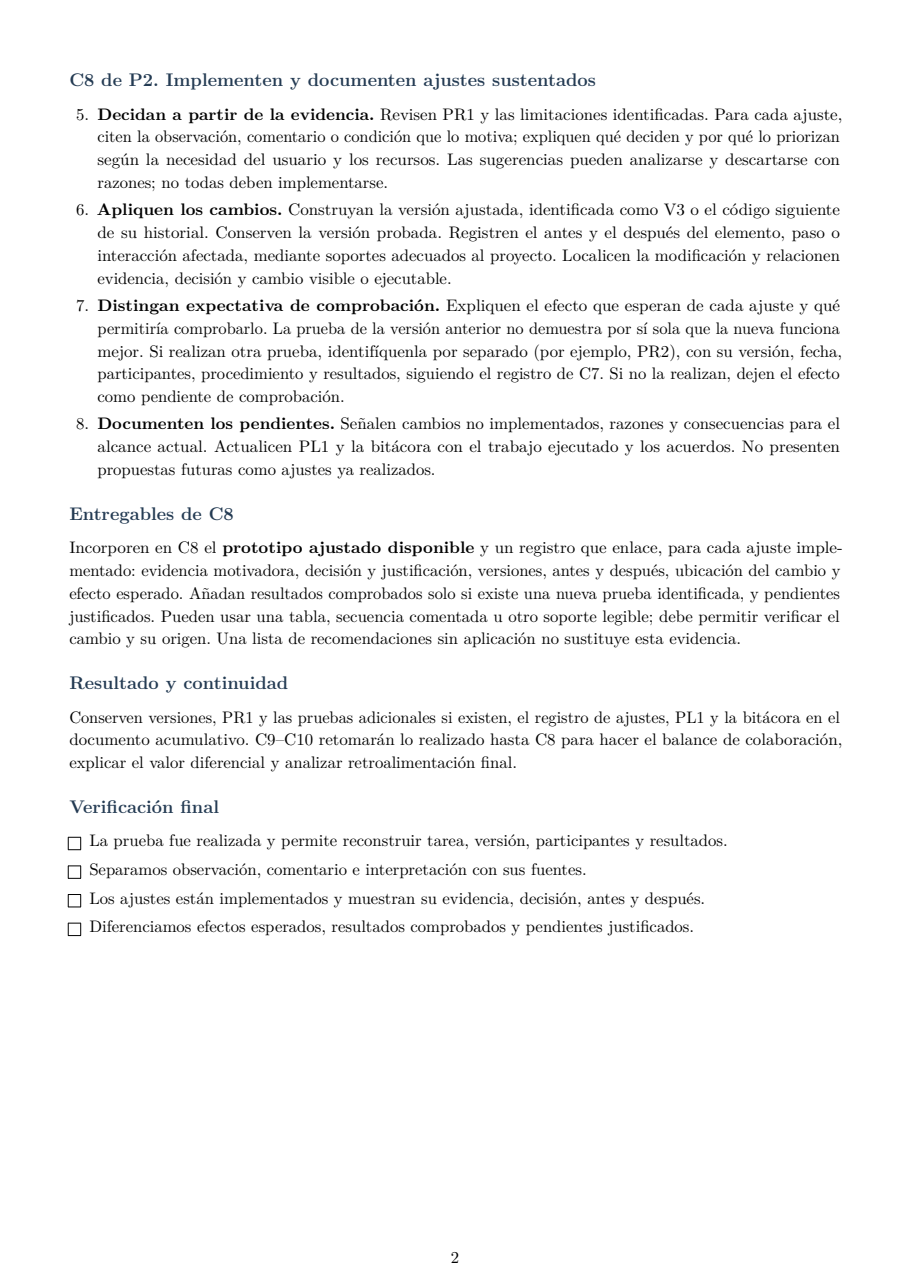 C8 de P2. Implementen y documenten ajustes sustentados
5. Decidan a partir de la evidencia. Revisen PR1 y las limitaciones identificadas. Para cada ajuste,
citen la observación, comentario o condición que lo motiva; expliquen qué deciden y por qué lo priorizan
según la necesidad del usuario y los recursos. Las sugerencias pueden analizarse y descartarse con
razones; no todas deben implementarse.
6. Apliquen los cambios. Construyan la versión ajustada, identificada como V3 o el código siguiente
de su historial. Conserven la versión probada. Registren el antes y el después del elemento, paso o
interacción afectada, mediante soportes adecuados al proyecto. Localicen la modificación y relacionen
evidencia, decisión y cambio visible o ejecutable.
7. Distingan expectativa de comprobación. Expliquen el efecto que esperan de cada ajuste y qué
permitiría comprobarlo. La prueba de la versión anterior no demuestra por sí sola que la nueva funciona
mejor. Si realizan otra prueba, identifíquenla por separado (por ejemplo, PR2), con su versión, fecha,
participantes, procedimiento y resultados, siguiendo el registro de C7. Si no la realizan, dejen el efecto
como pendiente de comprobación.
8. Documenten los pendientes. Señalen cambios no implementados, razones y consecuencias para el
alcance actual. Actualicen PL1 y la bitácora con el trabajo ejecutado y los acuerdos. No presenten
propuestas futuras como ajustes ya realizados.
Entregables de C8
Incorporen en C8 el prototipo ajustado disponible y un registro que enlace, para cada ajuste imple-
mentado: evidencia motivadora, decisión y justificación, versiones, antes y después, ubicación del cambio y
efecto esperado. Añadan resultados comprobados solo si existe una nueva prueba identificada, y pendientes
justificados. Pueden usar una tabla, secuencia comentada u otro soporte legible; debe permitir verificar el
cambio y su origen. Una lista de recomendaciones sin aplicación no sustituye esta evidencia.
Resultado y continuidad
Conserven versiones, PR1 y las pruebas adicionales si existen, el registro de ajustes, PL1 y la bitácora en el
documento acumulativo. C9–C10 retomarán lo realizado hasta C8 para hacer el balance de colaboración,
explicar el valor diferencial y analizar retroalimentación final.
Verificación final
☐ La prueba fue realizada y permite reconstruir tarea, versión, participantes y resultados.
☐ Separamos observación, comentario e interpretación con sus fuentes.
☐ Los ajustes están implementados y muestran su evidencia, decisión, antes y después.
☐ Diferenciamos efectos esperados, resultados comprobados y pendientes justificados.
2